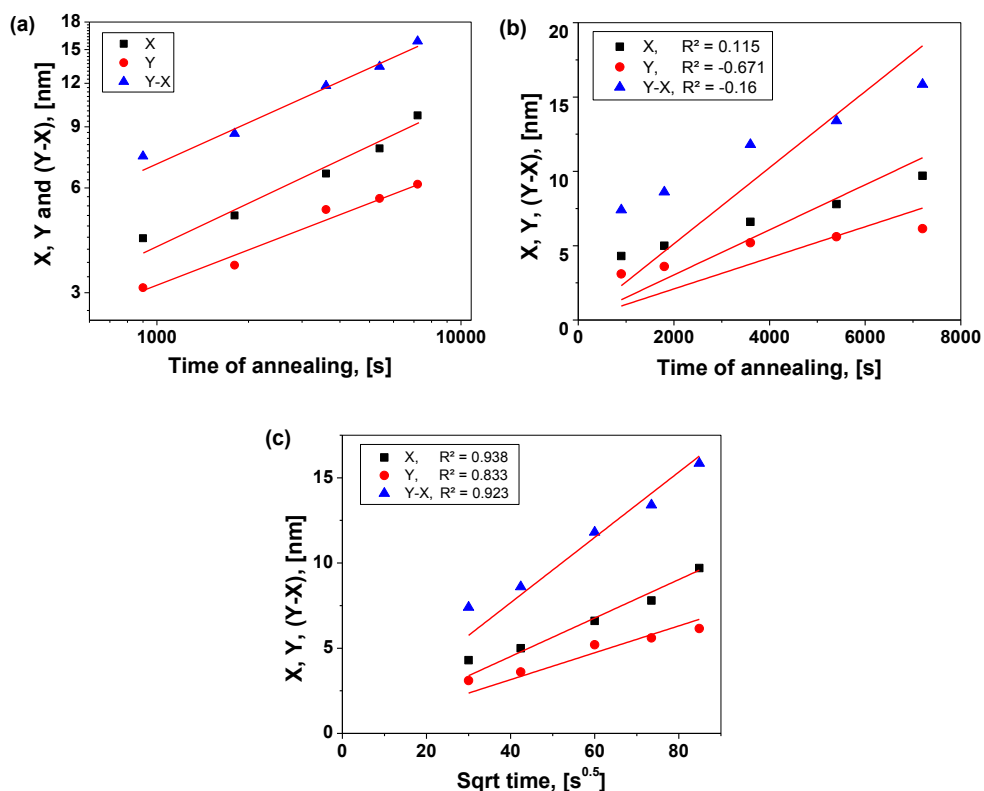 (a)
X
Y
Y-X
18
15
12
9
6
3
X, Y and (Y-X), [nm]
1000
10000
Time of annealing, [s]
(b)
X, R² = 0.115
Y, R² = -0.671
Y-X, R² = -0.16
20
15
10
5
0
X, Y, (Y-X), [nm]
0
2000
4000
6000
8000
Time of annealing, [s]
(c)
X, R² = 0.938
Y, R² = 0.833
Y-X, R² = 0.923
15
10
5
0
X, Y, (Y-X), [nm]
0
20
40
60
80
Sqrt time, [s⁰·⁵]